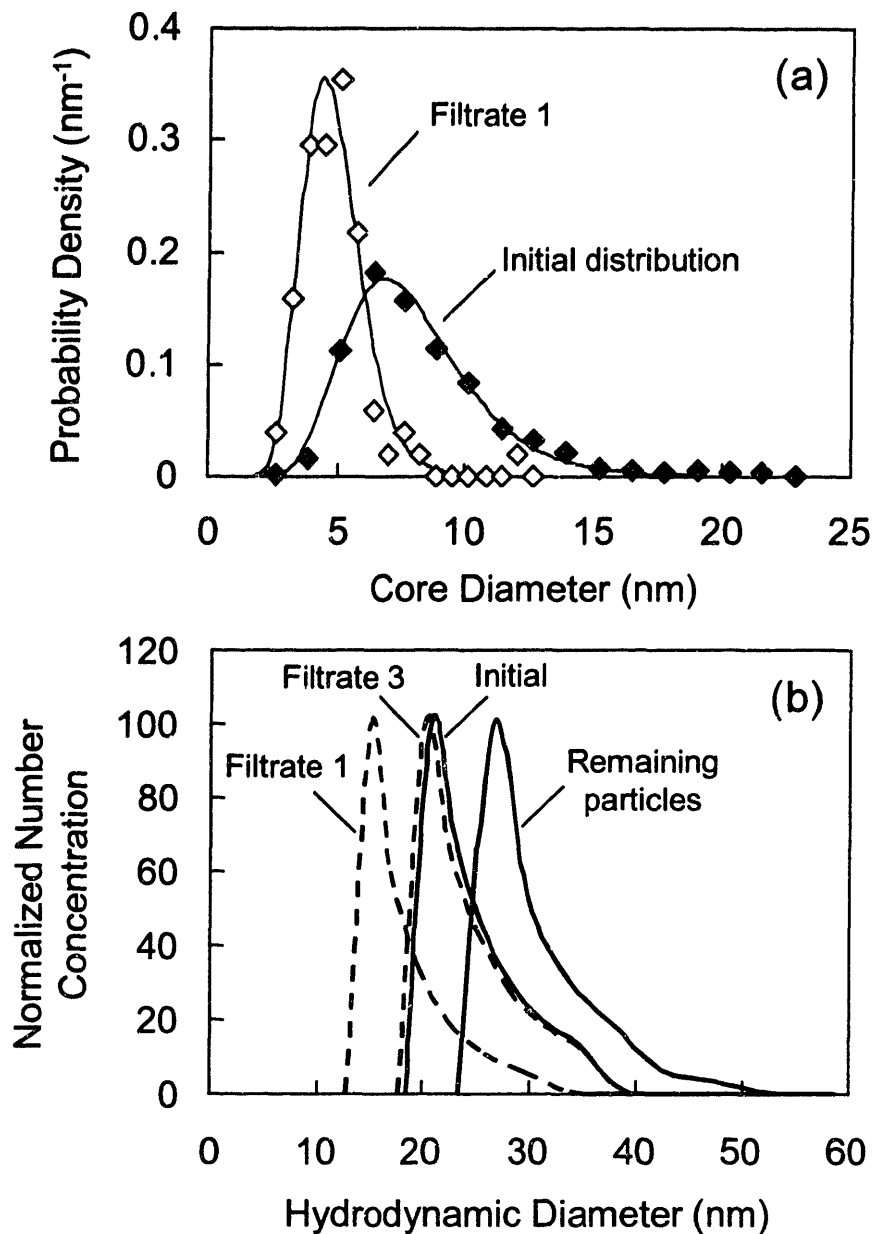 (a)
Probability Density (nm⁻¹)
0.4
0.3
0.2
0.1
0
Filtrate 1
Initial distribution
0 5 10 15 20 25
Core Diameter (nm)
(b)
Normalized Number
Concentration
120
100
80
60
40
20
0
Filtrate 3
Initial
Filtrate 1
Remaining
particles
0 10 20 30 40 50 60
Hydrodynamic Diameter (nm)